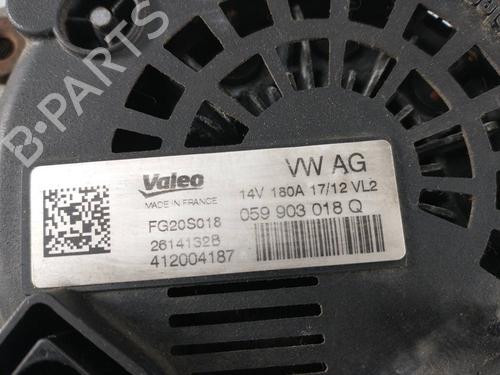 B-PARTS
Valeo
MADE IN FRANCE
FG20S018
2614132B
412004187
VW AG
14V 180A 17/12 VL2
059 903 018 Q